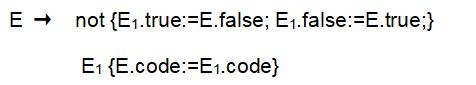 E → not {E₁.true:=E.false; E₁.false:=E.true;}
E₁ {E.code:=E₁.code}